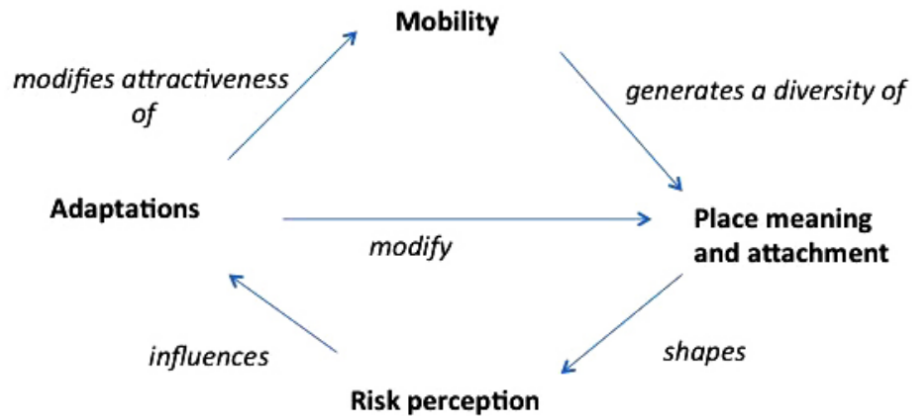 Mobility
modifies attractiveness
of
generates a diversity of
Adaptations
modify
Place meaning
and attachment
influences
shapes
Risk perception